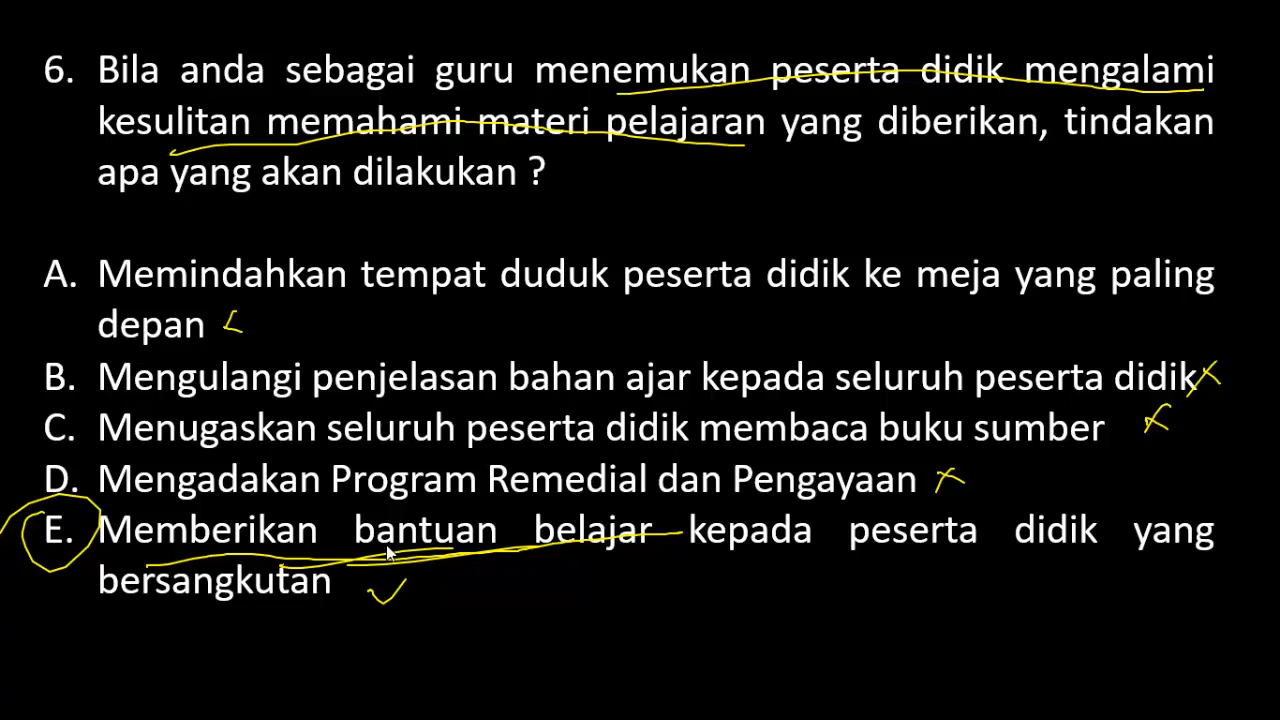 6. Bila anda sebagai guru menemukan peserta didik mengalami
kesulitan memahami materi pelajaran yang diberikan, tindakan
apa yang akan dilakukan ?
A. Memindahkan tempat duduk peserta didik ke meja yang paling
depan
B. Mengulangi penjelasan bahan ajar kepada seluruh peserta didik
C. Menugaskan seluruh peserta didik membaca buku sumber
D. Mengadakan Program Remedial dan Pengayaan
E. Memberikan bantuan belajar kepada peserta didik yang
bersangkutan